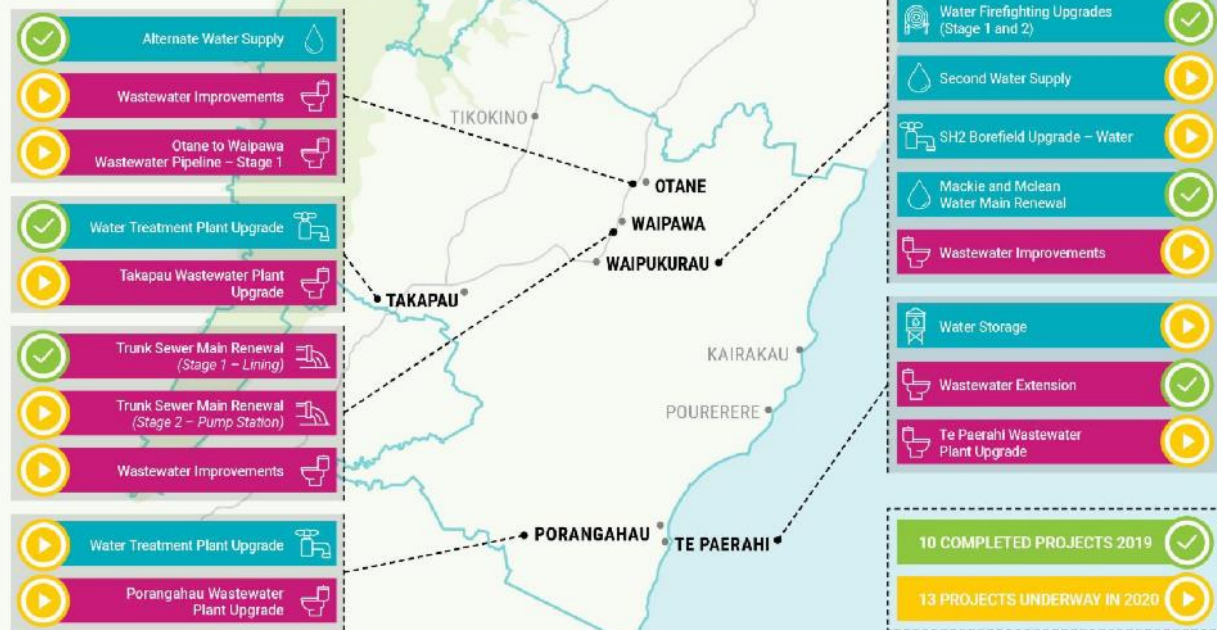 Alternate Water Supply
Wastewater Improvements
Otane to Waipawa
Wastewater Pipeline – Stage 1
Water Treatment Plant Upgrade
Takapau Wastewater Plant
Upgrade
Trunk Sewer Main Renewal
(Stage 1 – Lining)
Trunk Sewer Main Renewal
(Stage 2 – Pump Station)
Wastewater Improvements
Water Treatment Plant Upgrade
Porangahau Wastewater
Plant Upgrade
TIKOKINO
OTANE
WAIPAWA
WAIPUKURAU
TAKAPAU
KAIRAKAU
POURERERE
PORANGAHAU
TE PAERAHI
Water Firefighting Upgrades
(Stage 1 and 2)
Second Water Supply
SH2 Borefield Upgrade – Water
Mackie and Mclean
Water Main Renewal
Wastewater Improvements
Water Storage
Wastewater Extension
Te Paerahi Wastewater
Plant Upgrade
10 COMPLETED PROJECTS 2019
13 PROJECTS UNDERWAY IN 2020